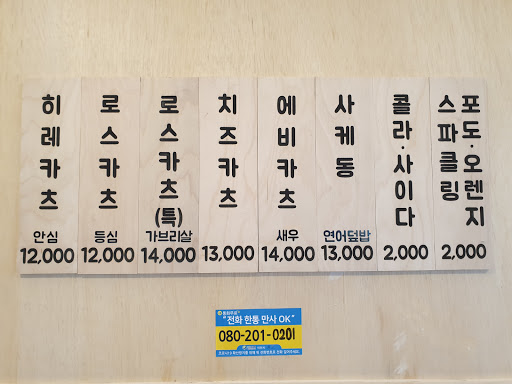 히레카츠
안심
12,000
로스카츠
등심
12,000
로스카츠(특)
가브리살
14,000
치즈카츠
13,000
에비카츠
새우
14,000
사케동
연어덮밥
13,000
콜라·사이다
2,000
포도·오렌지
스파클링
2,000
"전화 한통 만사 OK"
080-201-0201